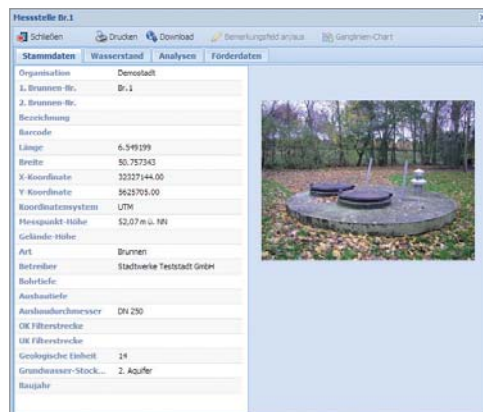 Messstelle Br.1
Schließen Drucken Download Bemerkungsfeld an/aus Ganglinien-Chart
Stammdaten Wasserstand Analysen Förderdaten
Organisation Demostadt
1. Brunnen-Nr. Br.1
2. Brunnen-Nr.
Bezeichnung
Barcode
Länge 6.549199
Breite 50.757343
X-Koordinate 32327144.00
Y-Koordinate 5625705.00
Koordinatensystem UTM
Messpunkt-Höhe 52,07 m ü. NN
Gelände-Höhe
Art Brunnen
Betreiber Stadtwerke Teststadt GmbH
Bohrtiefe
Ausbautiefe
Ausbaudurchmesser DN 250
OK Filterstrecke
UK Filterstrecke
Geologische Einheit 14
Grundwasser-Stock... 2. Aquifer
Baujahr